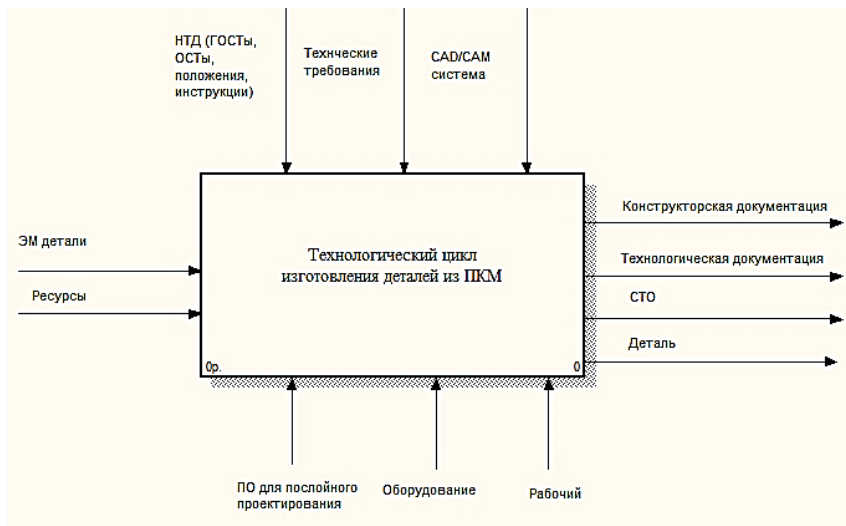 НТД (ГОСТы,
ОСТы,
положения,
инструкции)
Технческие
требования
CAD/CAM
система
ЭМ детали
Ресурсы
Технологический цикл
изготовления деталей из ПКМ
0р.
0
Конструкторская документация
Технологическая документация
СТО
Деталь
ПО для послойного
проектирования
Оборудование
Рабочий